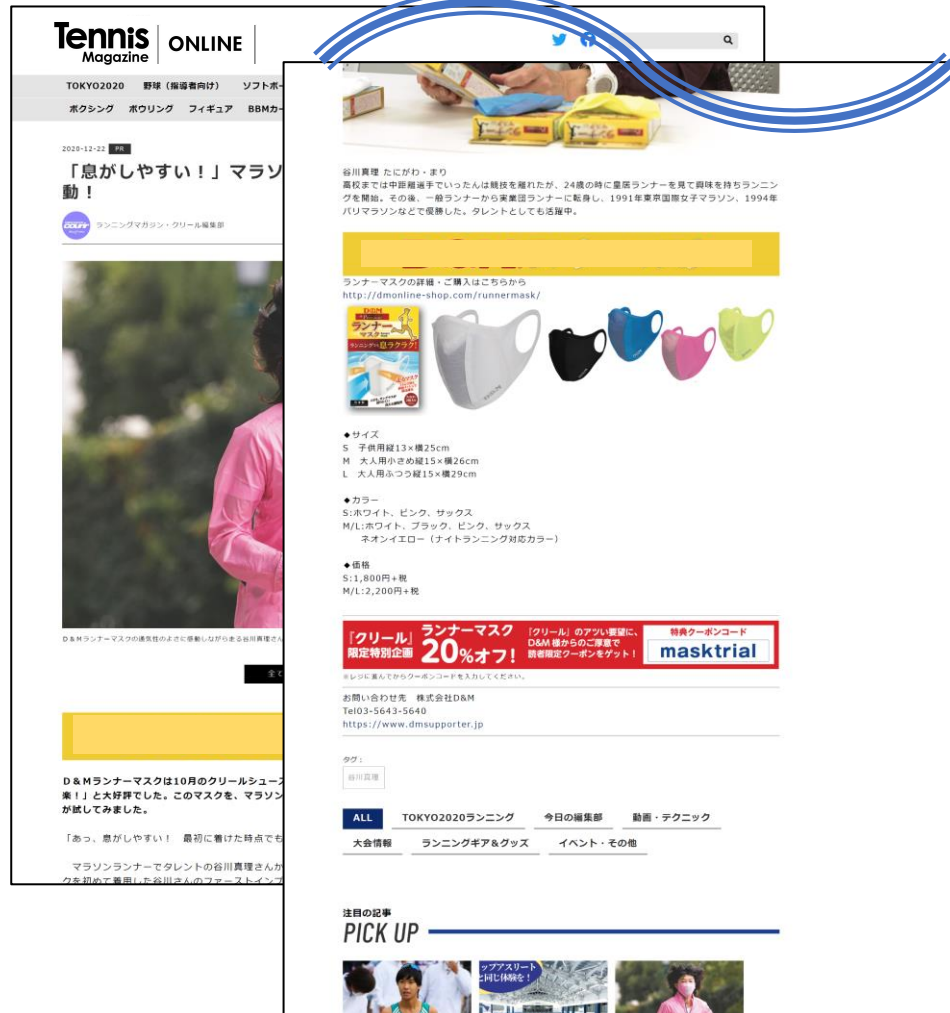 Tennis
Magazine
ONLINE
TOKYO2020 野球（指導者向け） ソフトボー
ボクシング ボウリング フィギュア BBMカー
2020-12-22 PR
「息がしやすい！」マラソ
動！
ランニングマガジン・クリール編集部
D&Mランナーマスクの通気性のよさに感動しながら走る谷川真理さん
全て
D&Mランナーマスクは10月のクリールシュース
楽！」と大好評でした。このマスクを、マラソン
が試してみました。
「あっ、息がしやすい！ 最初に着けた時点でも
マラソンランナーでタレントの谷川真理さんが
クを初めて着用した谷川さんのファーストインプ
谷川真理 たにがわ・まり
高校までは中距離選手でいったんは競技を離れたが、24歳の時に皇居ランナーを見て興味を持ちランニン
グを開始。その後、一般ランナーから実業団ランナーに転身し、1991年東京国際女子マラソン、1994年
パリマラソンなどで優勝した。タレントとしても活躍中。
ランナーマスクの詳細・ご購入はこちらから
http://dmonline-shop.com/runnermask/
D&M
ランナー
マスク
◆サイズ
S 子供用縦13×横25cm
M 大人用小さめ縦15×横26cm
L 大人用ふつう縦15×横29cm
◆カラー
S:ホワイト、ピンク、サックス
M/L:ホワイト、ブラック、ピンク、サックス
ネオンイエロー（ナイトランニング対応カラー）
◆価格
S:1,800円+税
M/L:2,200円+税
『クリール』
限定特別企画
ランナーマスク
20%オフ！
『クリール』のアツい要望に、
D&M様からのご厚意で
読者限定クーポンをゲット！
特典クーポンコード
masktrial
※レジに進んでからクーポンコードを入力してください。
お問い合わせ先 株式会社D&M
Tel03-5643-5640
https://www.dmsupporter.jp
タグ：
谷川真理
ALL TOKYO2020ランニング 今日の編集部 動画・テクニック
大会情報 ランニングギア＆グッズ イベント・その他
注目の記事
PICK UP
ップアスリート
と同じ体験を！